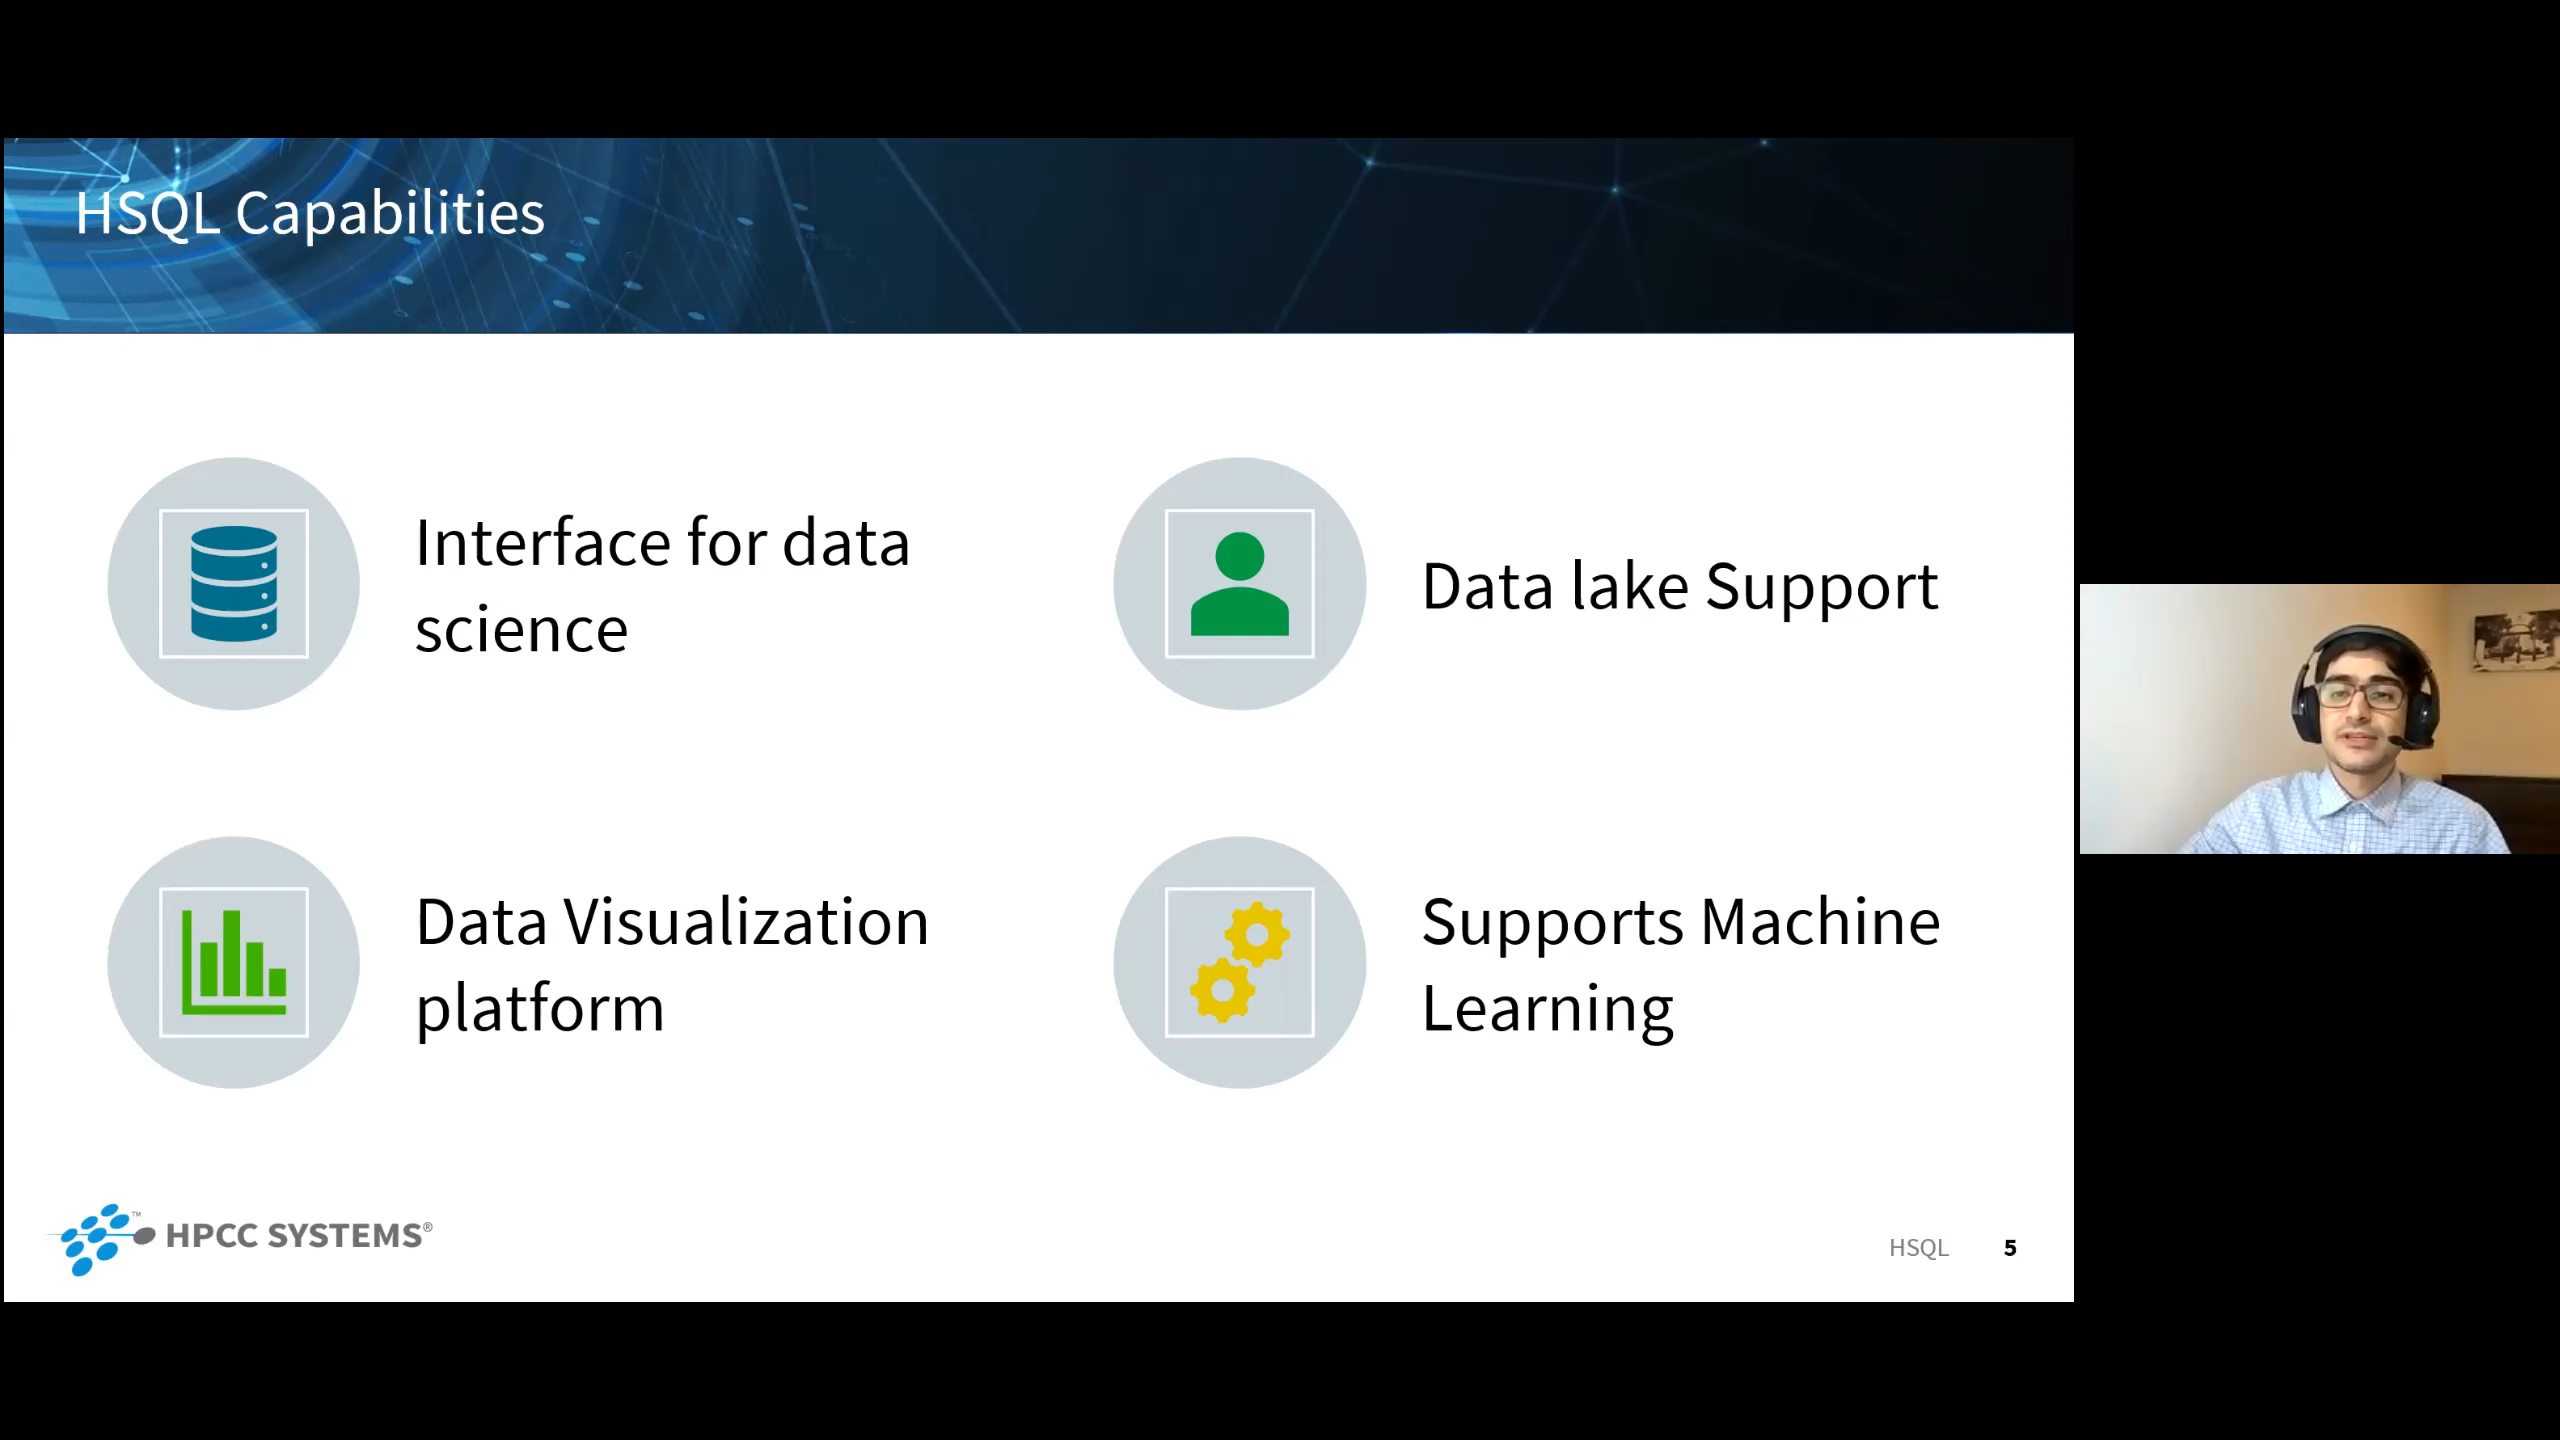 HSQL Capabilities
Interface for data
science
Data lake Support
Data Visualization
platform
Supports Machine
Learning
™ HPCC SYSTEMS®
HSQL 5